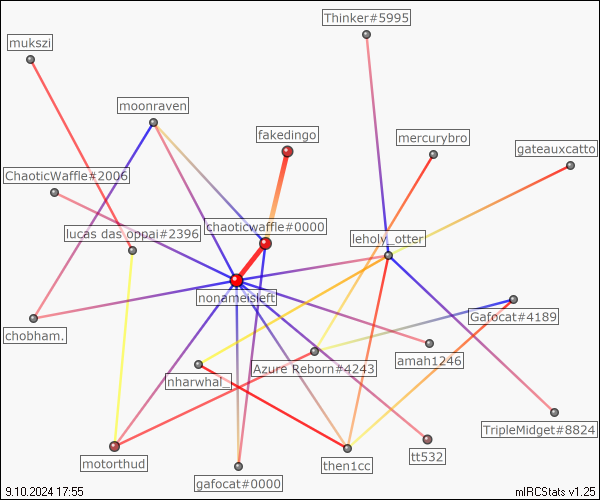 Thinker#5995
mukszi
moonraven
fakedingo
mercurybro
gateauxcatto
ChaoticWaffle#2006
chaoticwaffle#0000
lucas das oppai#2396
leholy_otter
nonameisleft
Gafocat#4189
chobham.
amah1246
Azure Reborn#4243
nharwhal_
TripleMidget#8824
motorthud
tt532
then1cc
gafocat#0000
9.10.2024 17:55
mIRCStats v1.25